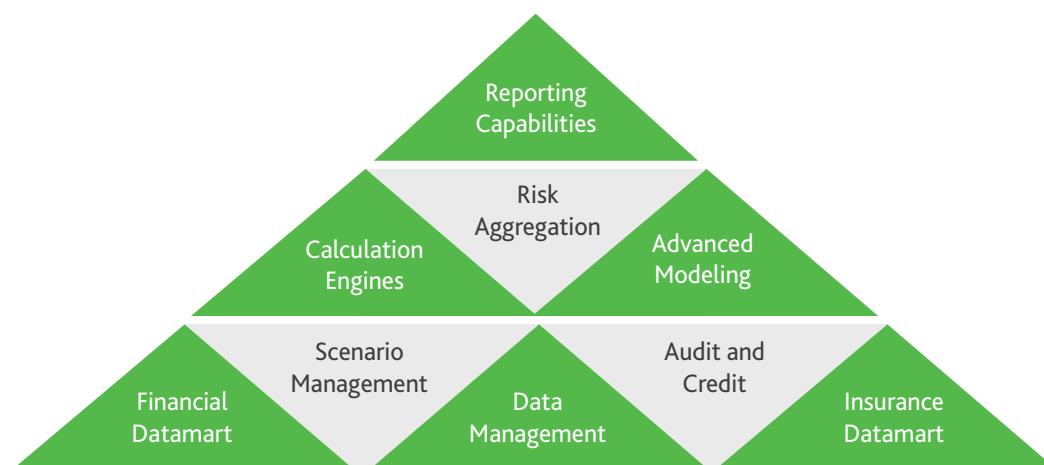 Reporting
Capabilities
Risk
Aggregation
Calculation
Engines
Advanced
Modeling
Scenario
Management
Audit and
Credit
Financial
Datamart
Data
Management
Insurance
Datamart